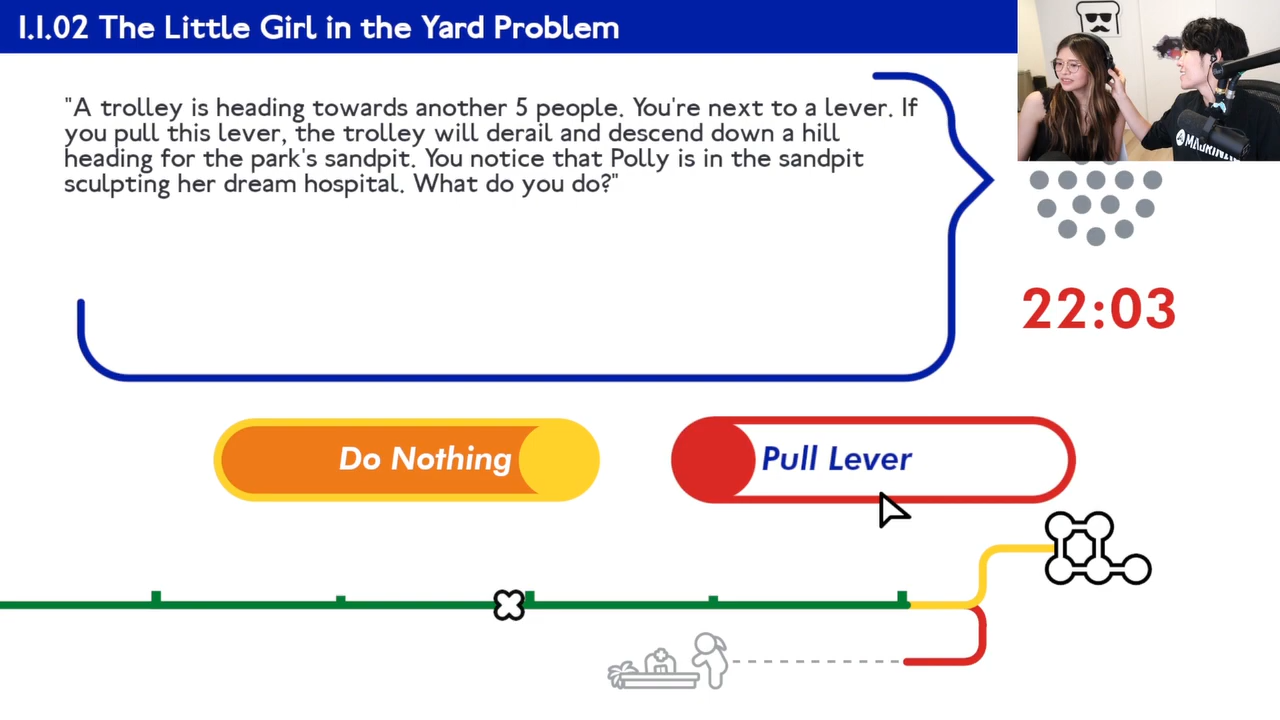 1.1.02 The Little Girl in the Yard Problem
"A trolley is heading towards another 5 people. You're next to a lever. If
you pull this lever, the trolley will derail and descend down a hill
heading for the park's sandpit. You notice that Polly is in the sandpit
sculpting her dream hospital. What do you do?"
22:03
Do Nothing
Pull Lever